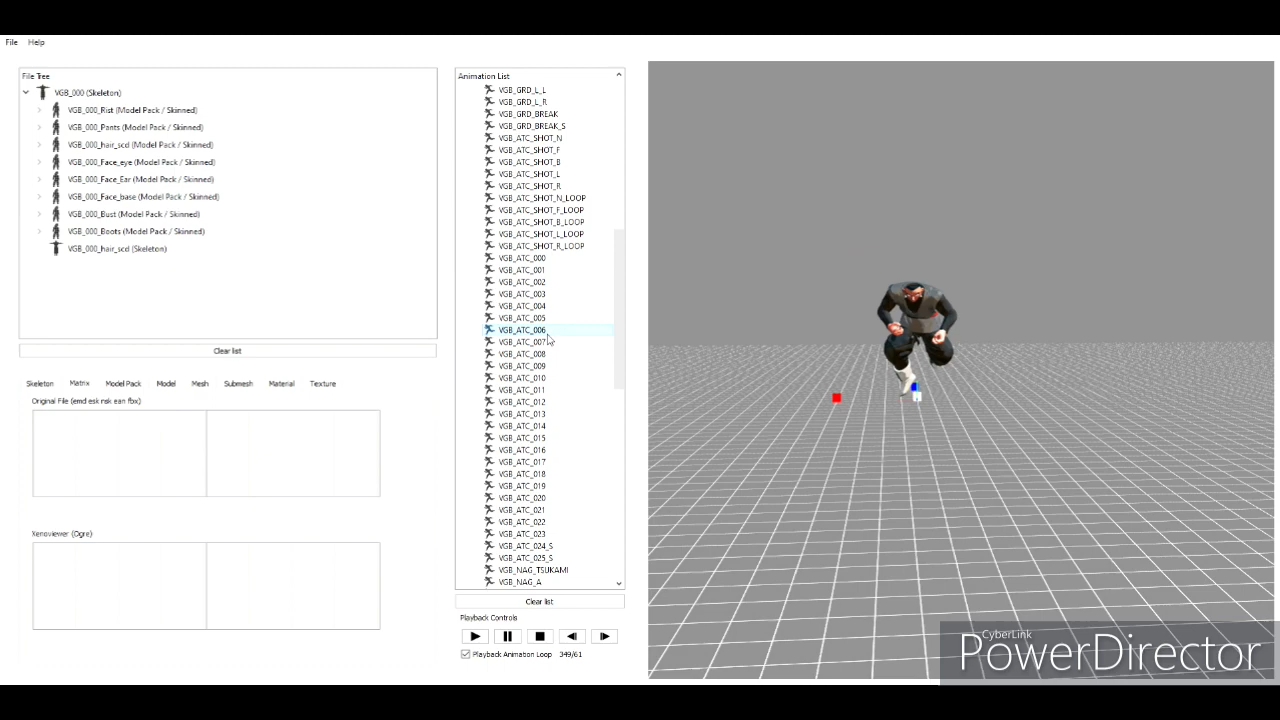 File Help
File Tree
VGB_000 (Skeleton)
VGB_000_Rist (Model Pack / Skinned)
VGB_000_Pants (Model Pack / Skinned)
VGB_000_hair_scd (Model Pack / Skinned)
VGB_000_Face_eye (Model Pack / Skinned)
VGB_000_Face_Ear (Model Pack / Skinned)
VGB_000_Face_base (Model Pack / Skinned)
VGB_000_Bust (Model Pack / Skinned)
VGB_000_Boots (Model Pack / Skinned)
VGB_000_hair_scd (Skeleton)
Clear list
Skeleton Matrix Model Pack Model Mesh Submesh Material Texture
Original File (emd esk nsk ean fbx)
Xenoviewer (Ogre)
Animation List
VGB_GRD_L_L
VGB_GRD_L_R
VGB_GRD_BREAK
VGB_GRD_BREAK_S
VGB_ATC_SHOT_N
VGB_ATC_SHOT_F
VGB_ATC_SHOT_B
VGB_ATC_SHOT_L
VGB_ATC_SHOT_R
VGB_ATC_SHOT_N_LOOP
VGB_ATC_SHOT_F_LOOP
VGB_ATC_SHOT_B_LOOP
VGB_ATC_SHOT_L_LOOP
VGB_ATC_SHOT_R_LOOP
VGB_ATC_000
VGB_ATC_001
VGB_ATC_002
VGB_ATC_003
VGB_ATC_004
VGB_ATC_005
VGB_ATC_006
VGB_ATC_007
VGB_ATC_008
VGB_ATC_009
VGB_ATC_010
VGB_ATC_011
VGB_ATC_012
VGB_ATC_013
VGB_ATC_014
VGB_ATC_015
VGB_ATC_016
VGB_ATC_017
VGB_ATC_018
VGB_ATC_019
VGB_ATC_020
VGB_ATC_021
VGB_ATC_022
VGB_ATC_023
VGB_ATC_024_S
VGB_ATC_025_S
VGB_NAG_TSUKAMI
VGB_NAG_A
Clear list
Playback Controls
Playback Animation Loop 349/61
CyberLink
PowerDirector